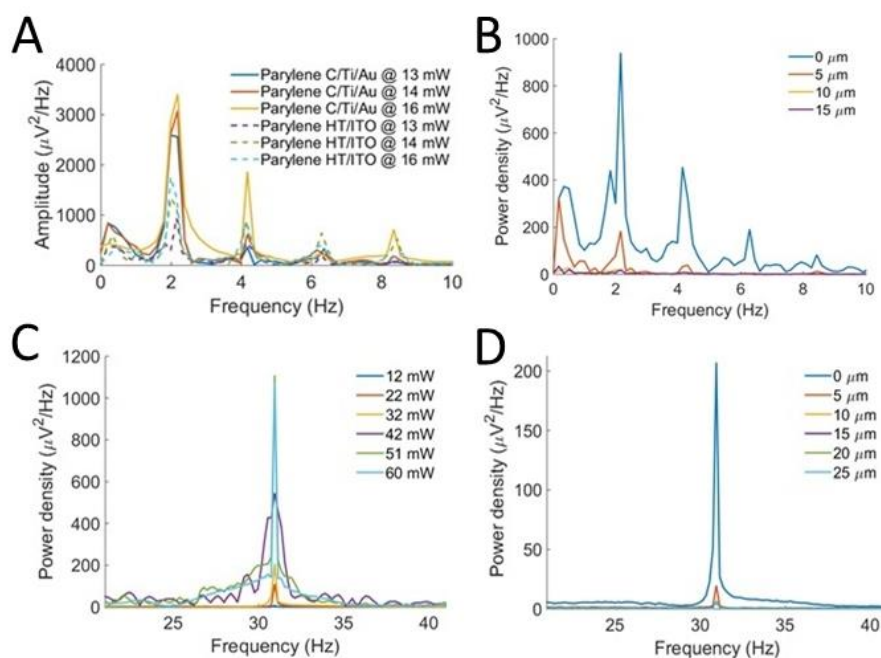 A
Amplitude (μV²/Hz)
4000
3000
2000
1000
0
0 2 4 6 8 10
Frequency (Hz)
Parylene C/Ti/Au @ 13 mW
Parylene C/Ti/Au @ 14 mW
Parylene C/Ti/Au @ 16 mW
Parylene HT/ITO @ 13 mW
Parylene HT/ITO @ 14 mW
Parylene HT/ITO @ 16 mW
B
Power density (μV²/Hz)
1000
800
600
400
200
0
0 2 4 6 8 10
Frequency (Hz)
0 μm
5 μm
10 μm
15 μm
C
Power density (μV²/Hz)
1200
1000
800
600
400
200
0
25 30 35 40
Frequency (Hz)
12 mW
22 mW
32 mW
42 mW
51 mW
60 mW
D
Power density (μV²/Hz)
200
150
100
50
0
25 30 35 40
Frequency (Hz)
0 μm
5 μm
10 μm
15 μm
20 μm
25 μm